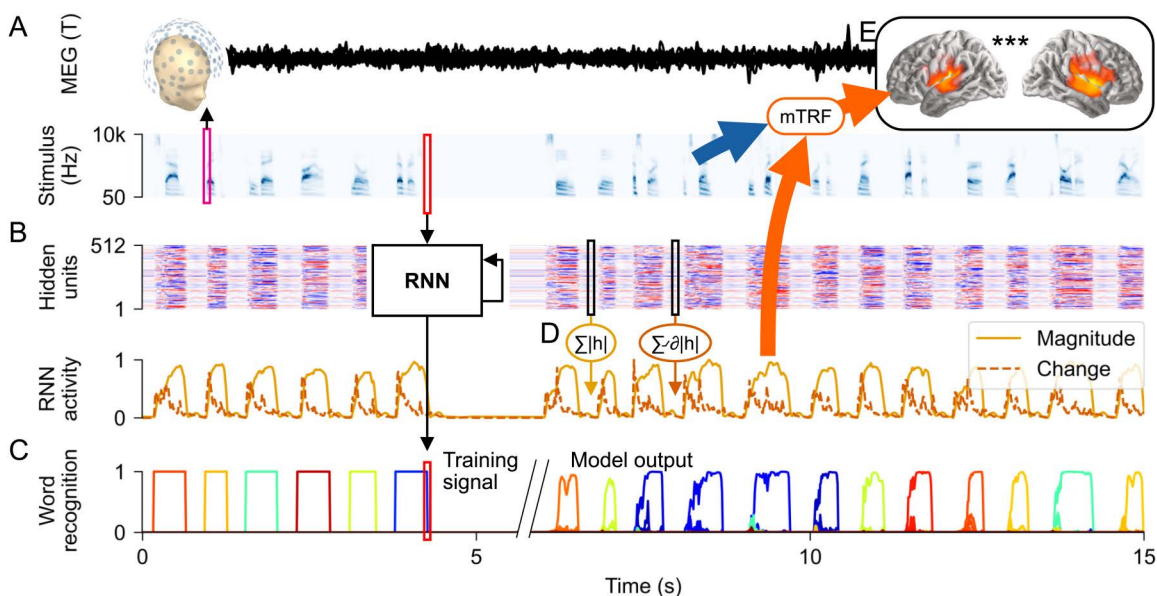 A
MEG (T)
E
***
mTRF
Stimulus
(Hz)
10k
50
B
Hidden
units
512
1
RNN
D
∑|h|
∑∂|h|
Magnitude
Change
RNN
activity
1
0
C
Word
recognition
1
0
Training
signal
Model output
0
5
10
15
Time (s)